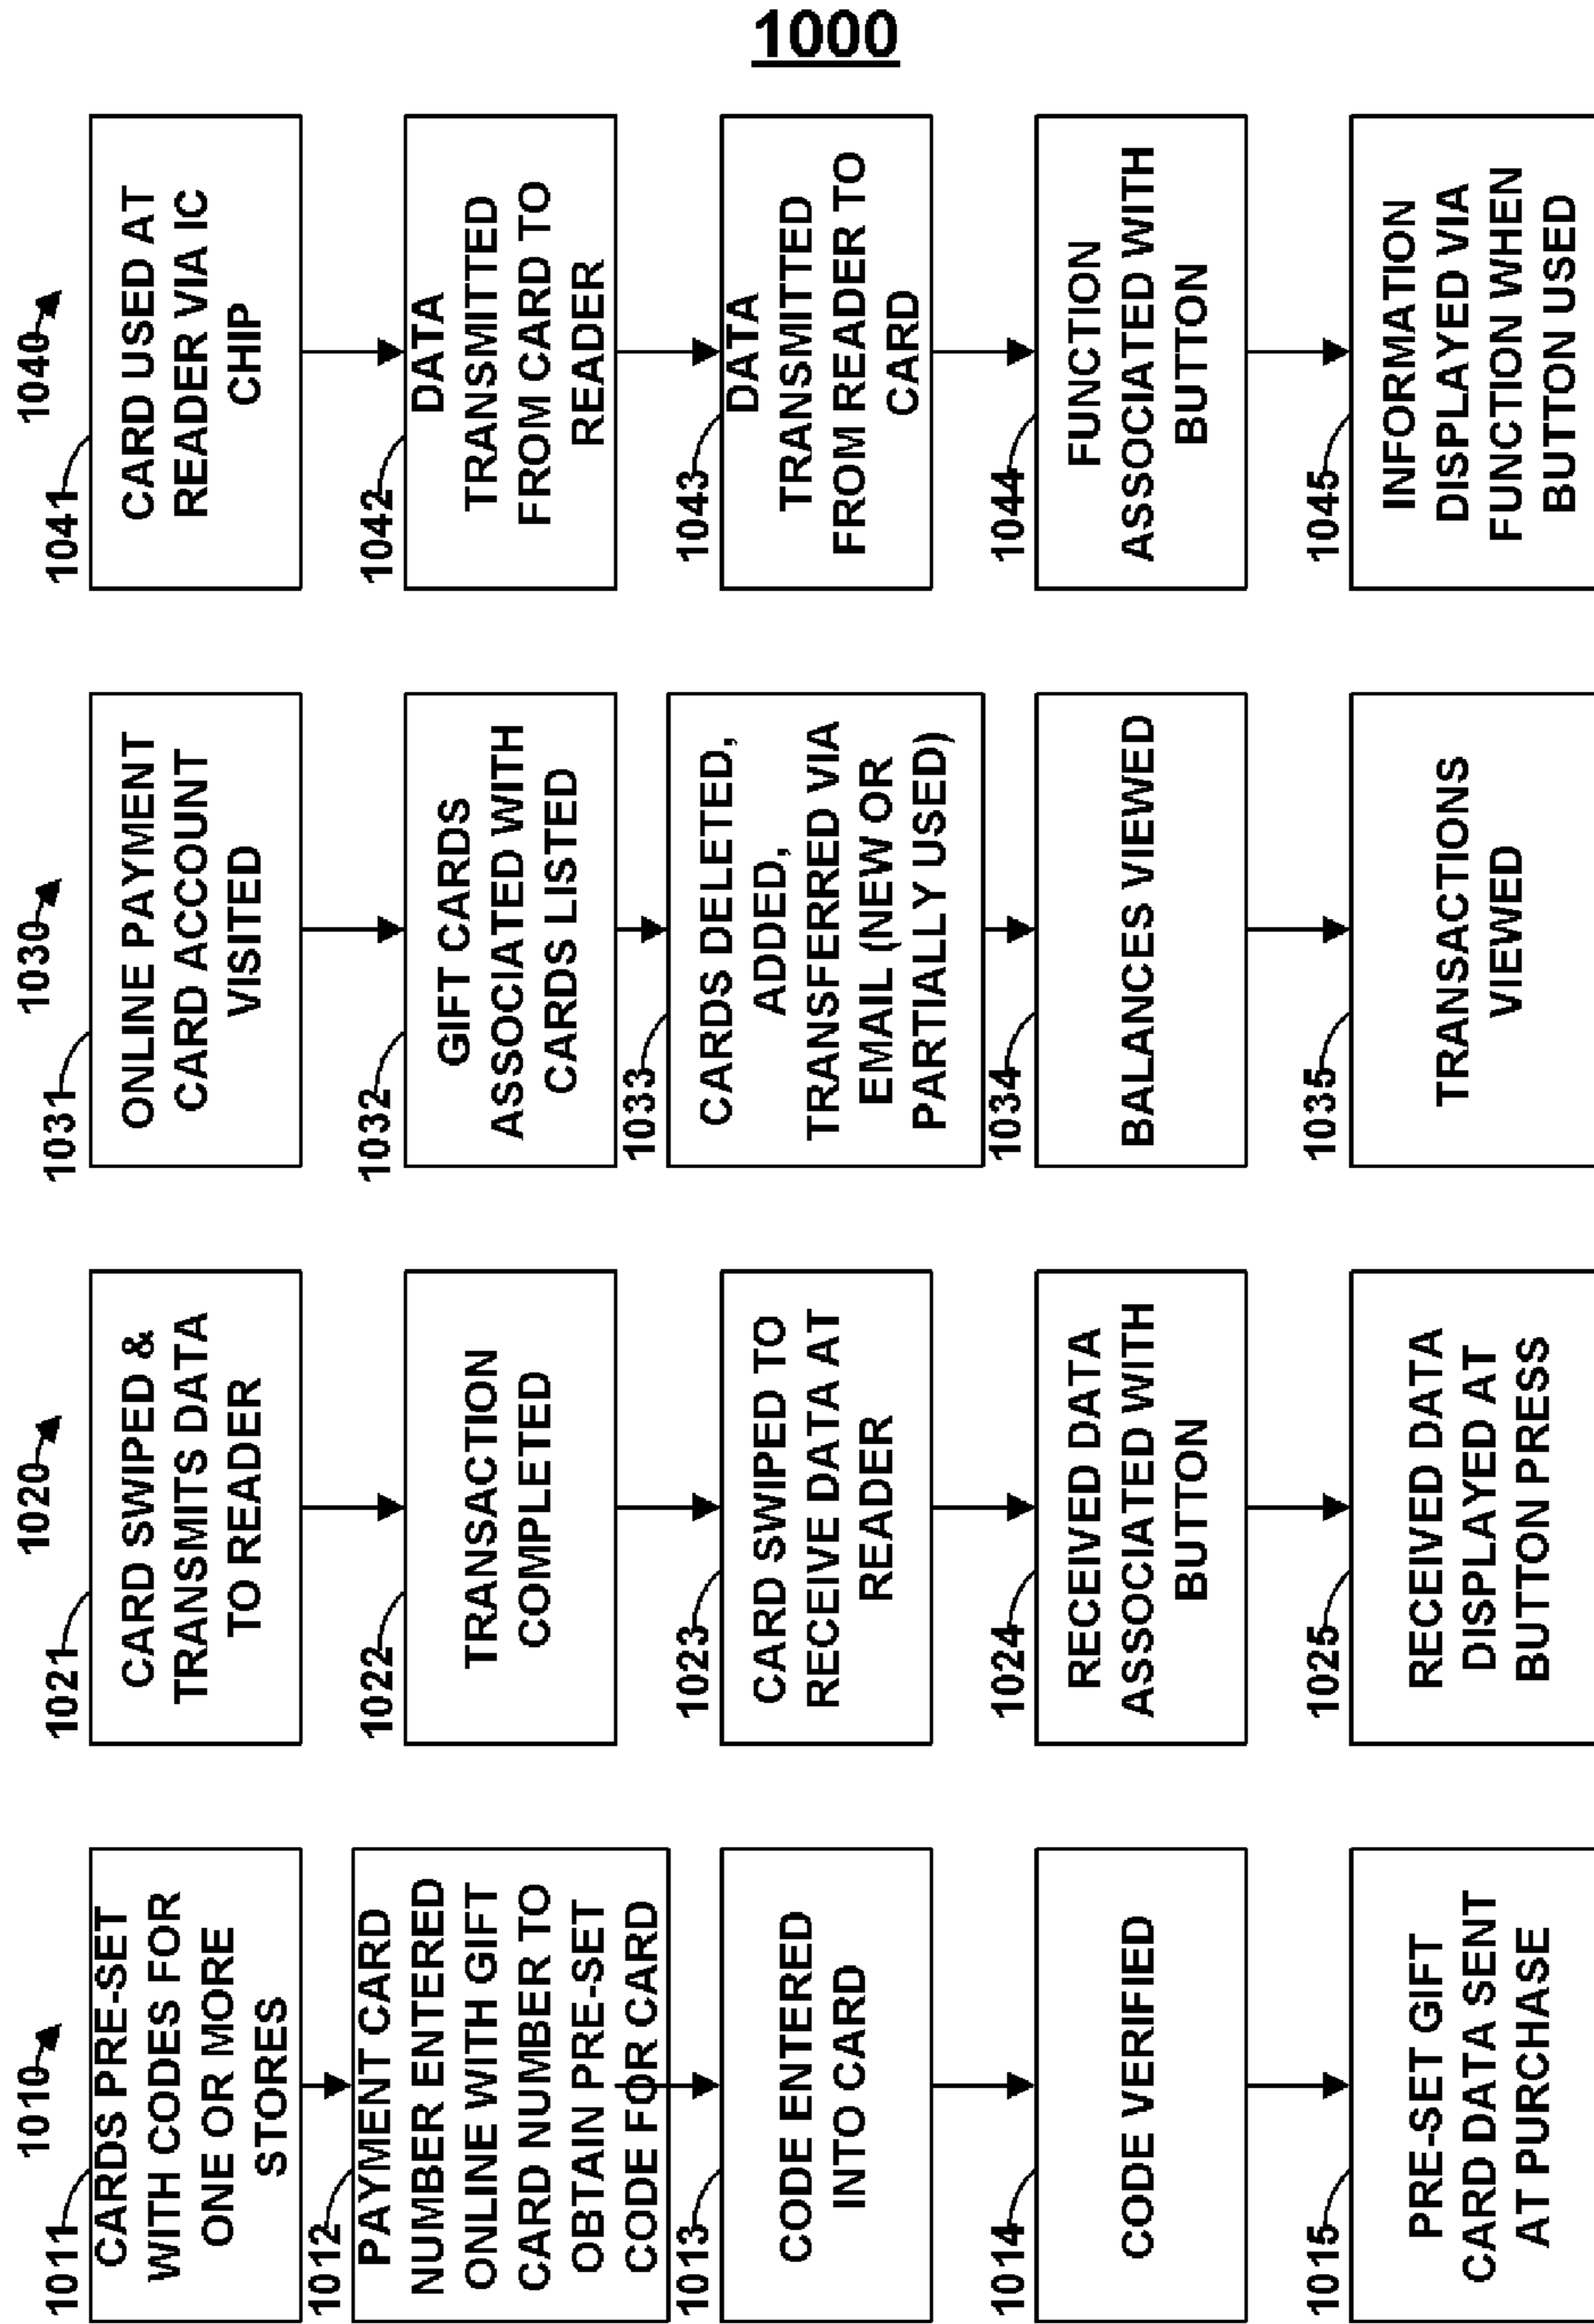 1000
1010
1011
CARDS PRE-SET
WITH CODES FOR
ONE OR MORE
STORES
1012
PAYMENT CARD
NUMBER ENTERED
ONLINE WITH GIFT
CARD NUMBER TO
OBTAIN PRE-SET
CODE FOR CARD
1013
CODE ENTERED
INTO CARD
1014
CODE VERIFIED
1015
PRE-SET GIFT
CARD DATA SENT
AT PURCHASE
1020
1021
CARD SWIPED &
TRANSMITS DATA
TO READER
1022
TRANSACTION
COMPLETED
1023
CARD SWIPED TO
RECEIVE DATA AT
READER
1024
RECEIVED DATA
ASSOCIATED WITH
BUTTON
1025
RECEIVED DATA
DISPLAYED AT
BUTTON PRESS
1030
1031
ONLINE PAYMENT
CARD ACCOUNT
VISITED
1032
GIFT CARDS
ASSOCIATED WITH
CARDS LISTED
1033
CARDS DELETED,
ADDED,
TRANSFERRED VIA
EMAIL (NEW OR
PARTIALLY USED)
1034
BALANCES VIEWED
1035
TRANSACTIONS
VIEWED
1040
1041
CARD USED AT
READER VIA IC
CHIP
1042
DATA
TRANSMITTED
FROM CARD TO
READER
1043
DATA
TRANSMITTED
FROM READER TO
CARD
1044
FUNCTION
ASSOCIATED WITH
BUTTON
1045
INFORMATION
DISPLAYED VIA
FUNCTION WHEN
BUTTON USED